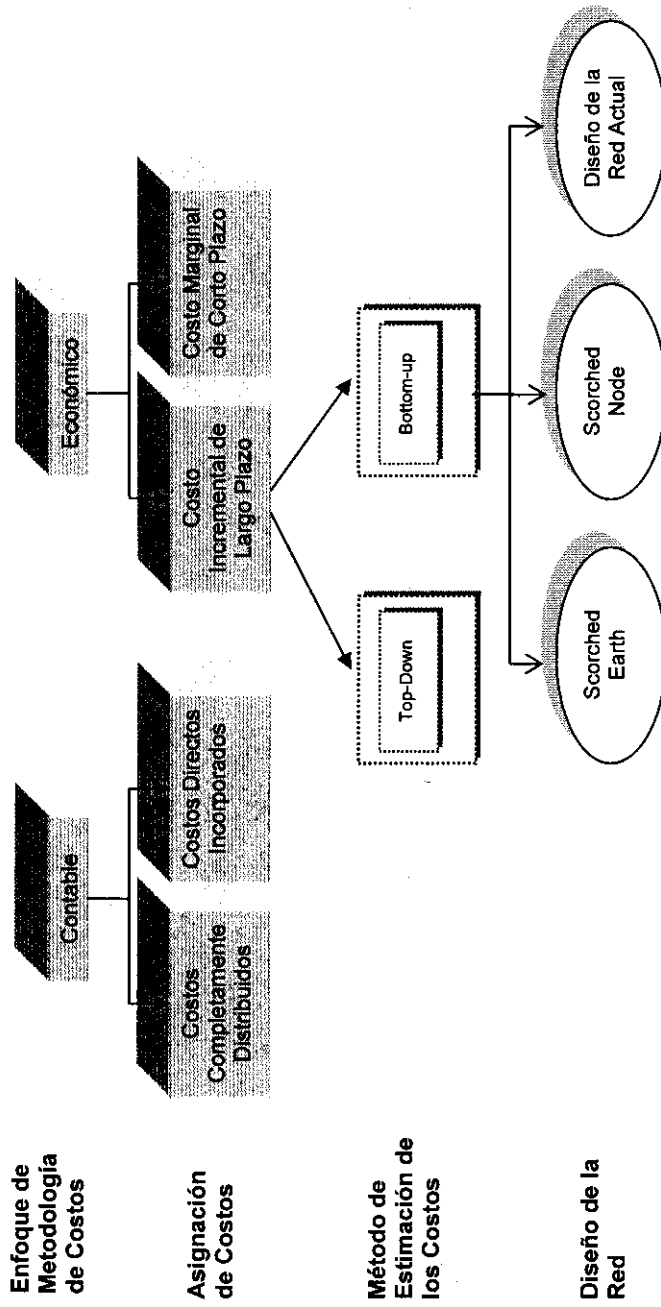 Enfoque de
Metodología
de Costos
Contable
Económico
Asignación
de Costos
Costos
Completamente
Distribuidos
Costos Directos
Incorporados
Costo
Incremental de
Largo Plazo
Costo Marginal
de Corto Plazo
Método de
Estimación de
los Costos
Top-Down
Bottom-up
Diseño de la
Red
Scorched
Earth
Scorched
Node
Diseño de la
Red Actual